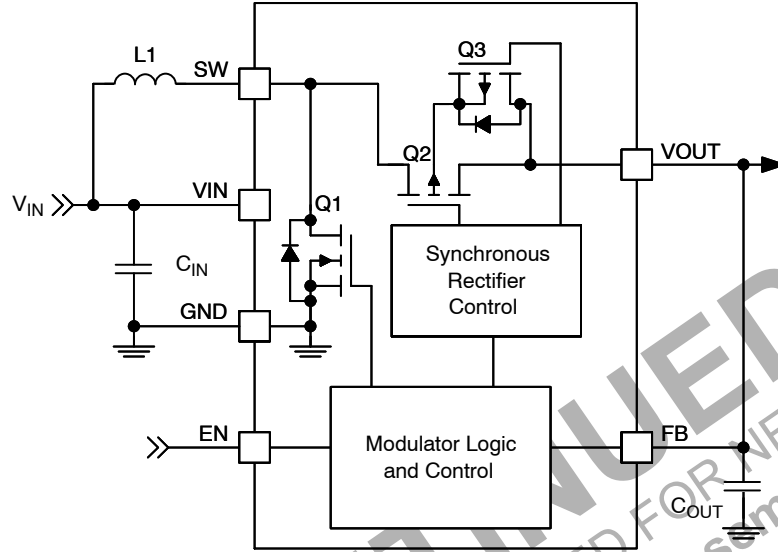 L1
SW
Q3
Q2
VOUT
V_IN
VIN
Q1
C_IN
Synchronous
Rectifier
Control
GND
EN
Modulator Logic
and Control
FB
C_OUT